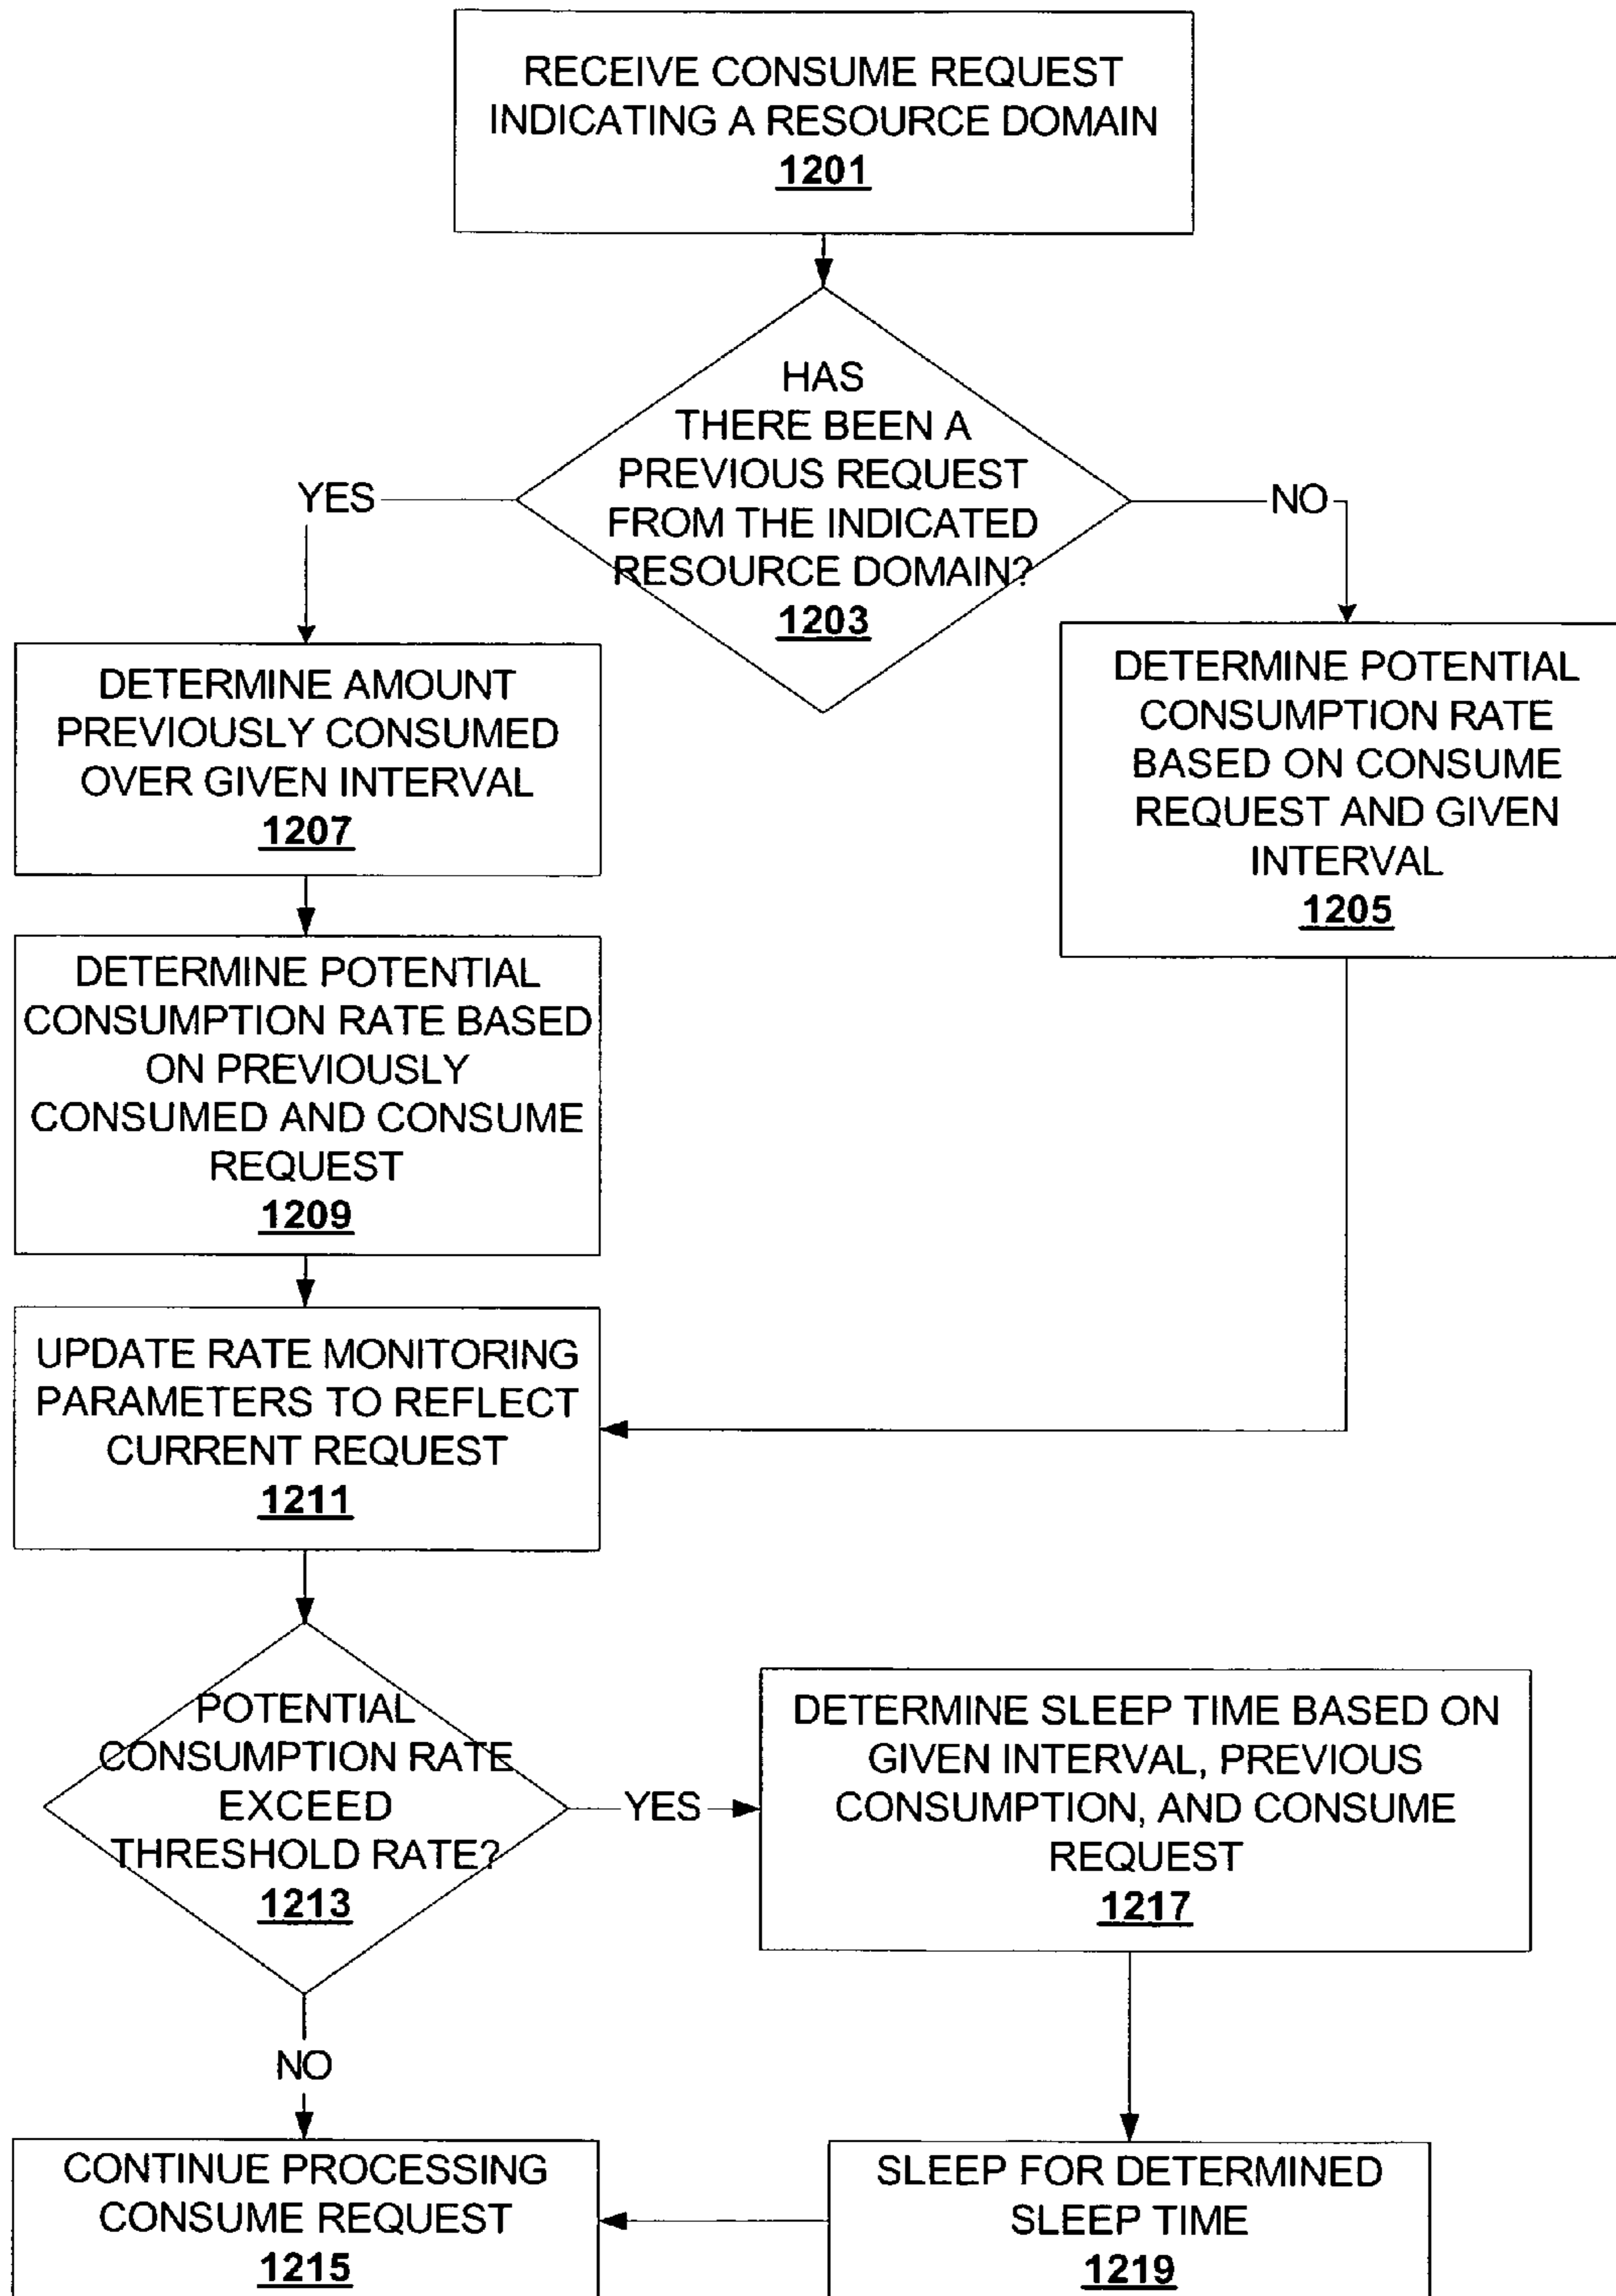 RECEIVE CONSUME REQUEST
INDICATING A RESOURCE DOMAIN
1201
HAS
THERE BEEN A
PREVIOUS REQUEST
FROM THE INDICATED
RESOURCE DOMAIN?
1203
YES
NO
DETERMINE AMOUNT
PREVIOUSLY CONSUMED
OVER GIVEN INTERVAL
1207
DETERMINE POTENTIAL
CONSUMPTION RATE
BASED ON CONSUME
REQUEST AND GIVEN
INTERVAL
1205
DETERMINE POTENTIAL
CONSUMPTION RATE BASED
ON PREVIOUSLY
CONSUMED AND CONSUME
REQUEST
1209
UPDATE RATE MONITORING
PARAMETERS TO REFLECT
CURRENT REQUEST
1211
POTENTIAL
CONSUMPTION RATE
EXCEED
THRESHOLD RATE?
1213
YES
DETERMINE SLEEP TIME BASED ON
GIVEN INTERVAL, PREVIOUS
CONSUMPTION, AND CONSUME
REQUEST
1217
NO
CONTINUE PROCESSING
CONSUME REQUEST
1215
SLEEP FOR DETERMINED
SLEEP TIME
1219